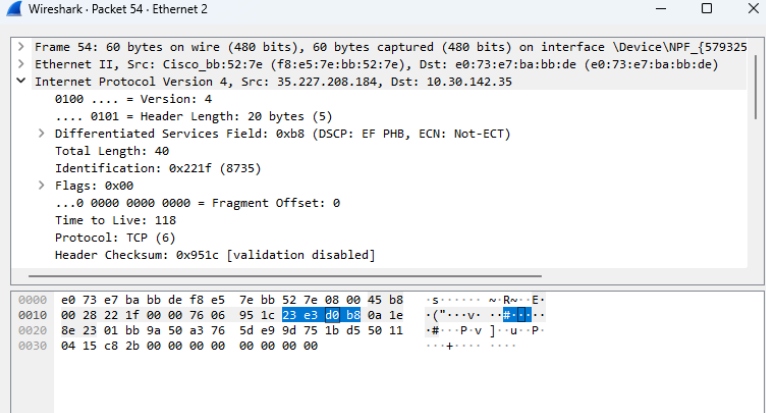 Wireshark · Packet 54 · Ethernet 2
Frame 54: 60 bytes on wire (480 bits), 60 bytes captured (480 bits) on interface \Device\NPF_{579325
Ethernet II, Src: Cisco_bb:52:7e (f8:e5:7e:bb:52:7e), Dst: e0:73:e7:ba:bb:de (e0:73:e7:ba:bb:de)
Internet Protocol Version 4, Src: 35.227.208.184, Dst: 10.30.142.35
0100 .... = Version: 4
.... 0101 = Header Length: 20 bytes (5)
Differentiated Services Field: 0xb8 (DSCP: EF PHB, ECN: Not-ECT)
Total Length: 40
Identification: 0x221f (8735)
Flags: 0x00
...0 0000 0000 0000 = Fragment Offset: 0
Time to Live: 118
Protocol: TCP (6)
Header Checksum: 0x951c [validation disabled]
0000 e0 73 e7 ba bb de f8 e5 7e bb 52 7e 08 00 45 b8 ·s······ ~·R~··E·
0010 00 28 22 1f 00 00 76 06 95 1c 23 e3 d0 b8 0a 1e ·("···v· ··#·····
0020 8e 23 01 bb 9a 50 a3 76 5d e9 9d 75 1b d5 50 11 ·#···P·v ]··u··P·
0030 04 15 c8 2b 00 00 00 00 00 00 00 00 ···+···· ····